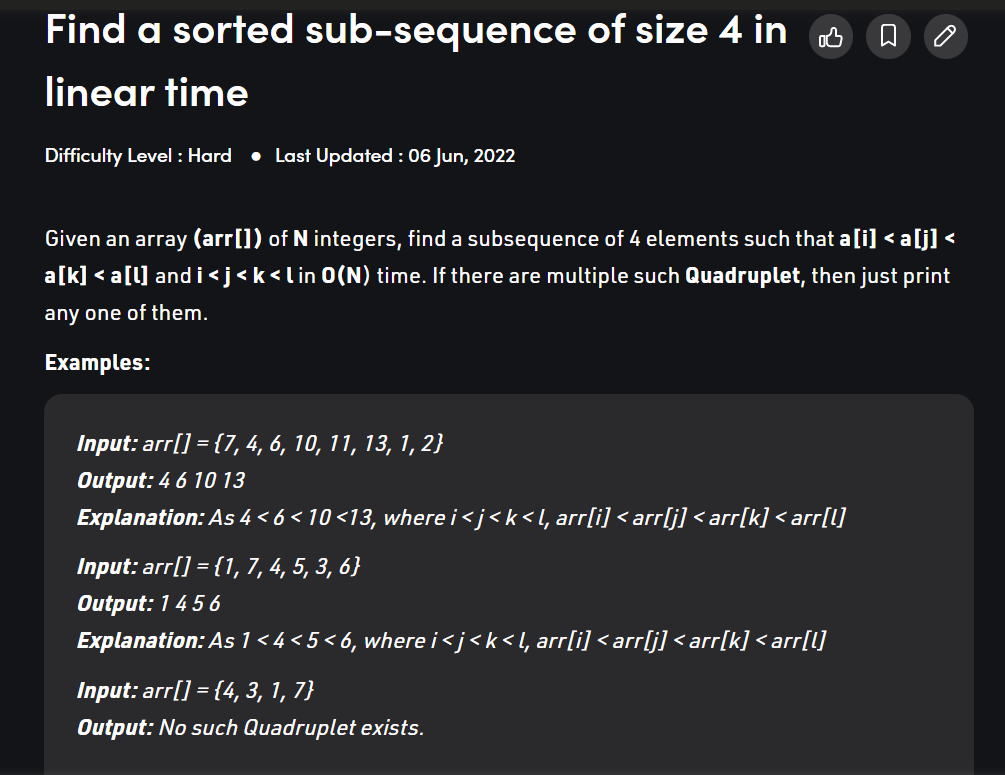 Find a sorted sub-sequence of size 4 in
linear time
Difficulty Level : Hard • Last Updated : 06 Jun, 2022
Given an array (arr[]) of N integers, find a subsequence of 4 elements such that a[i] < a[j] <
a[k] < a[l] and i < j < k < l in O(N) time. If there are multiple such Quadruplet, then just print
any one of them.
Examples:
Input: arr[] = {7, 4, 6, 10, 11, 13, 1, 2}
Output: 4 6 10 13
Explanation: As 4 < 6 < 10 <13, where i < j < k < l, arr[i] < arr[j] < arr[k] < arr[l]
Input: arr[] = {1, 7, 4, 5, 3, 6}
Output: 1 4 5 6
Explanation: As 1 < 4 < 5 < 6, where i < j < k < l, arr[i] < arr[j] < arr[k] < arr[l]
Input: arr[] = {4, 3, 1, 7}
Output: No such Quadruplet exists.